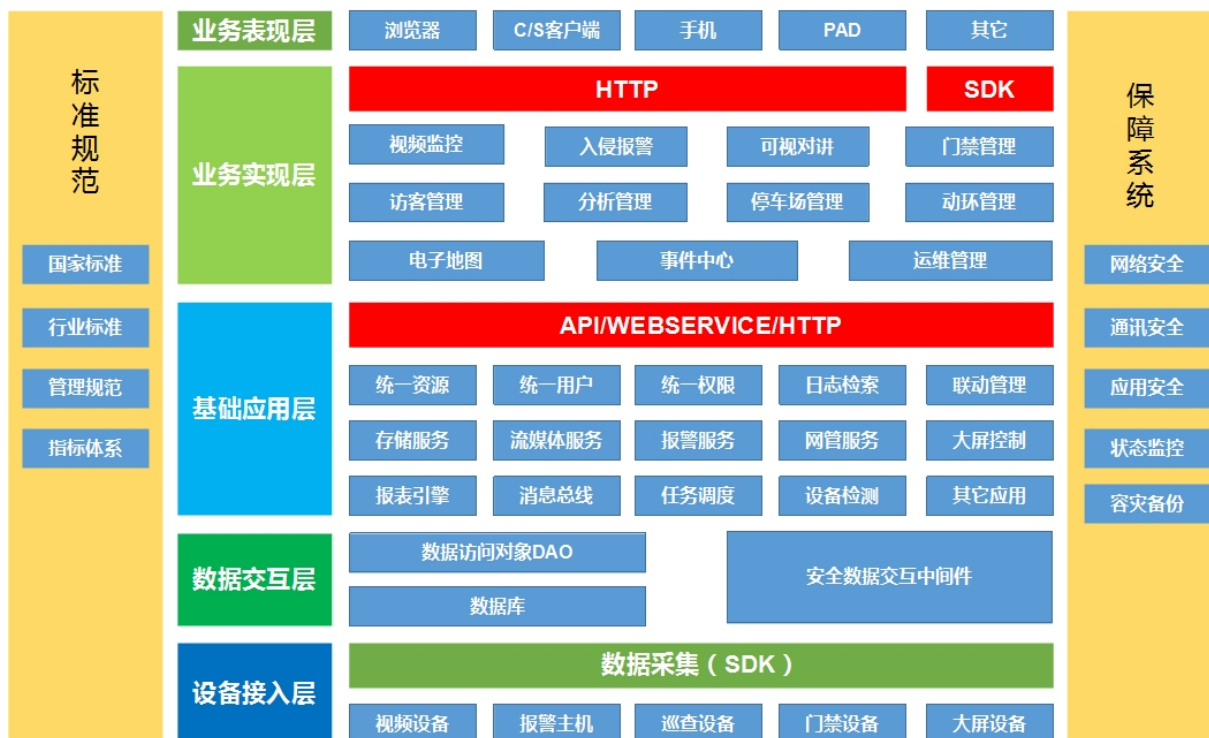 标准规范
国家标准
行业标准
管理规范
指标体系
业务表现层
浏览器
C/S客户端
手机
PAD
其它
业务实现层
HTTP
SDK
视频监控
入侵报警
可视对讲
门禁管理
访客管理
分析管理
停车场管理
动环管理
电子地图
事件中心
运维管理
基础应用层
API/WEBSERVICE/HTTP
统一资源
统一用户
统一权限
日志检索
联动管理
存储服务
流媒体服务
报警服务
网管服务
大屏控制
报表引擎
消息总线
任务调度
设备检测
其它应用
数据交互层
数据访问对象DAO
数据库
安全数据交互中间件
设备接入层
数据采集（SDK）
视频设备
报警主机
巡查设备
门禁设备
大屏设备
保障系统
网络安全
通讯安全
应用安全
状态监控
容灾备份